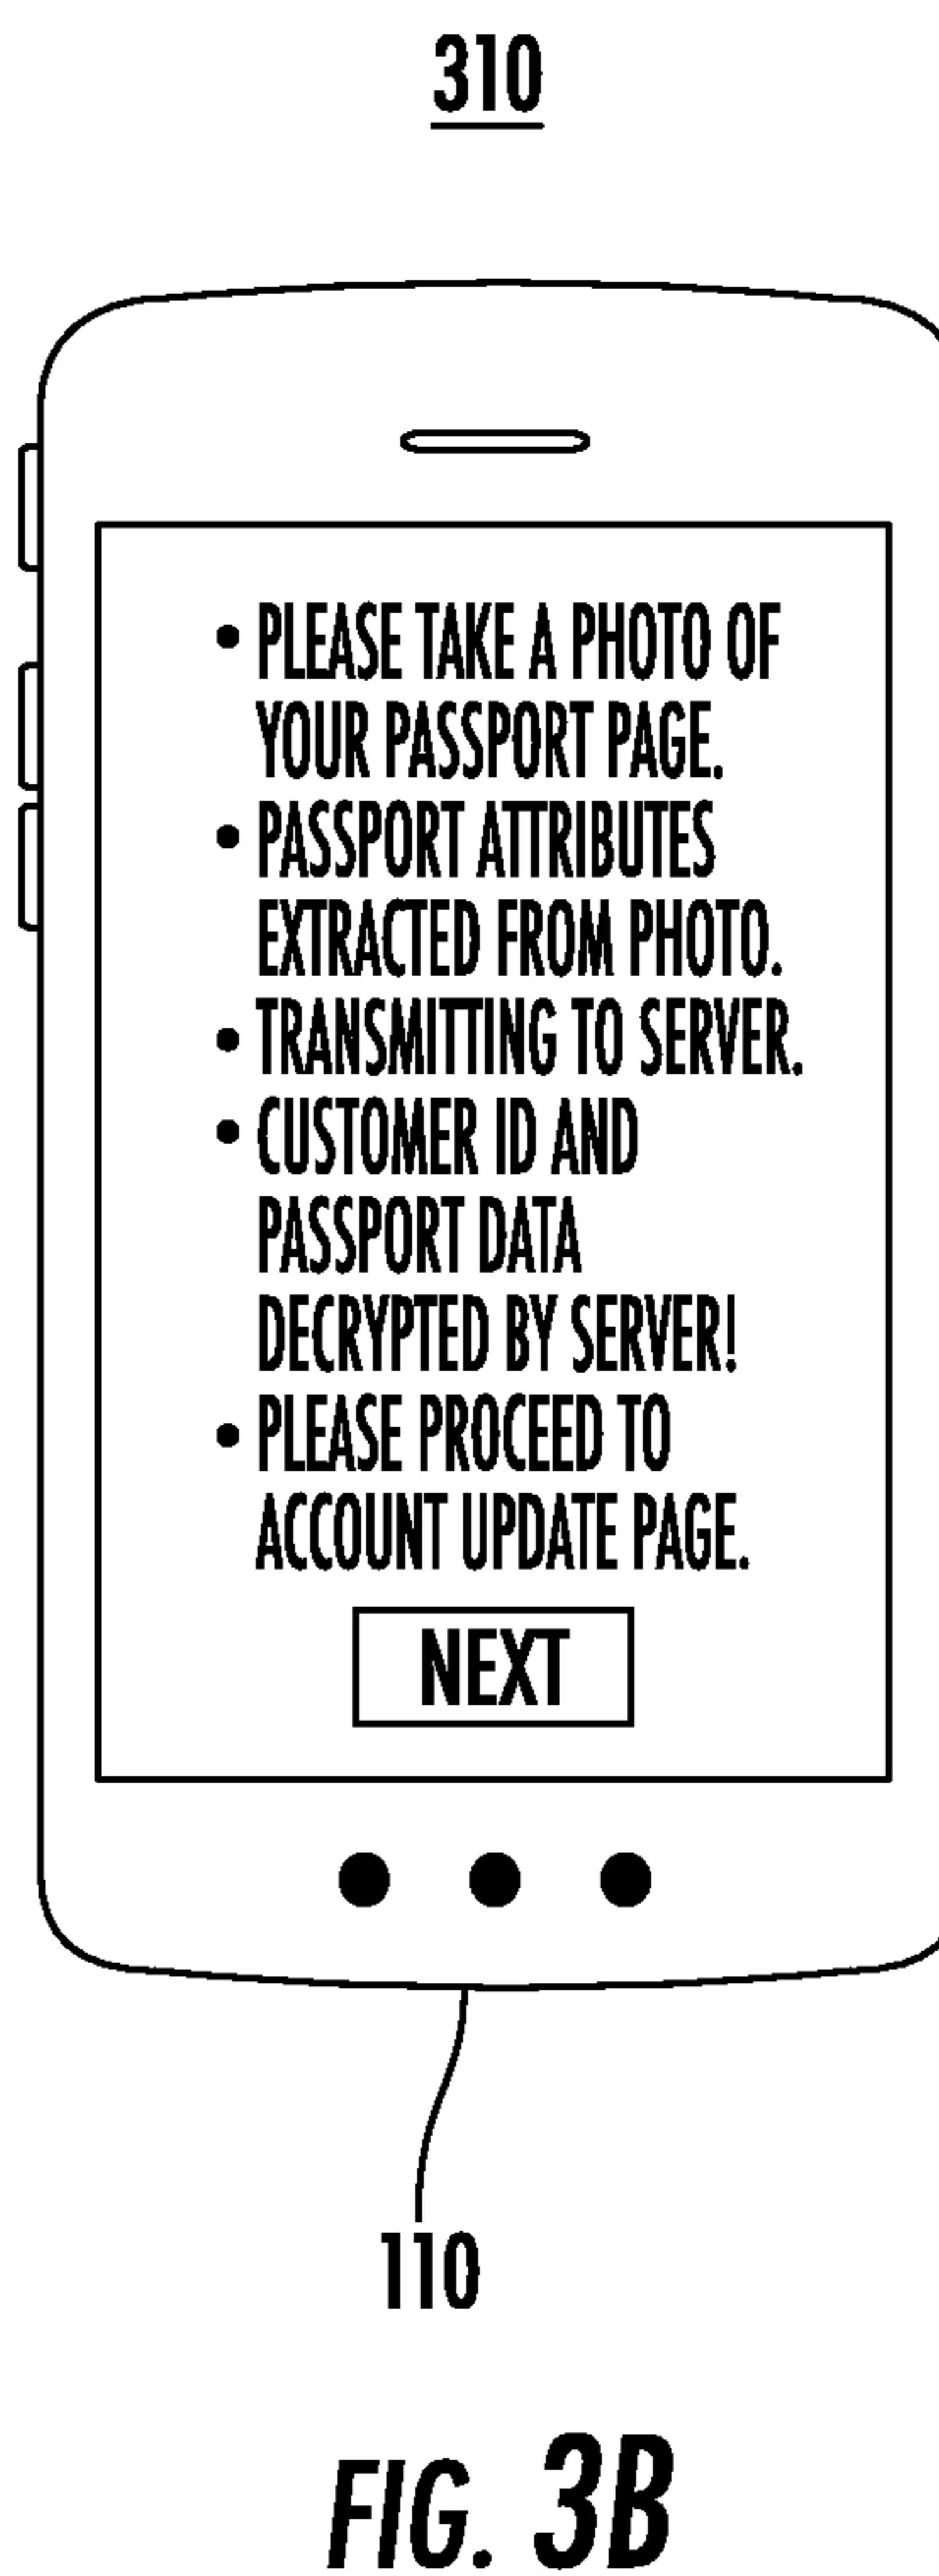 310
• PLEASE TAKE A PHOTO OF
YOUR PASSPORT PAGE.
• PASSPORT ATTRIBUTES
EXTRACTED FROM PHOTO.
• TRANSMITTING TO SERVER.
• CUSTOMER ID AND
PASSPORT DATA
DECRYPTED BY SERVER!
• PLEASE PROCEED TO
ACCOUNT UPDATE PAGE.
NEXT
110
FIG. 3B